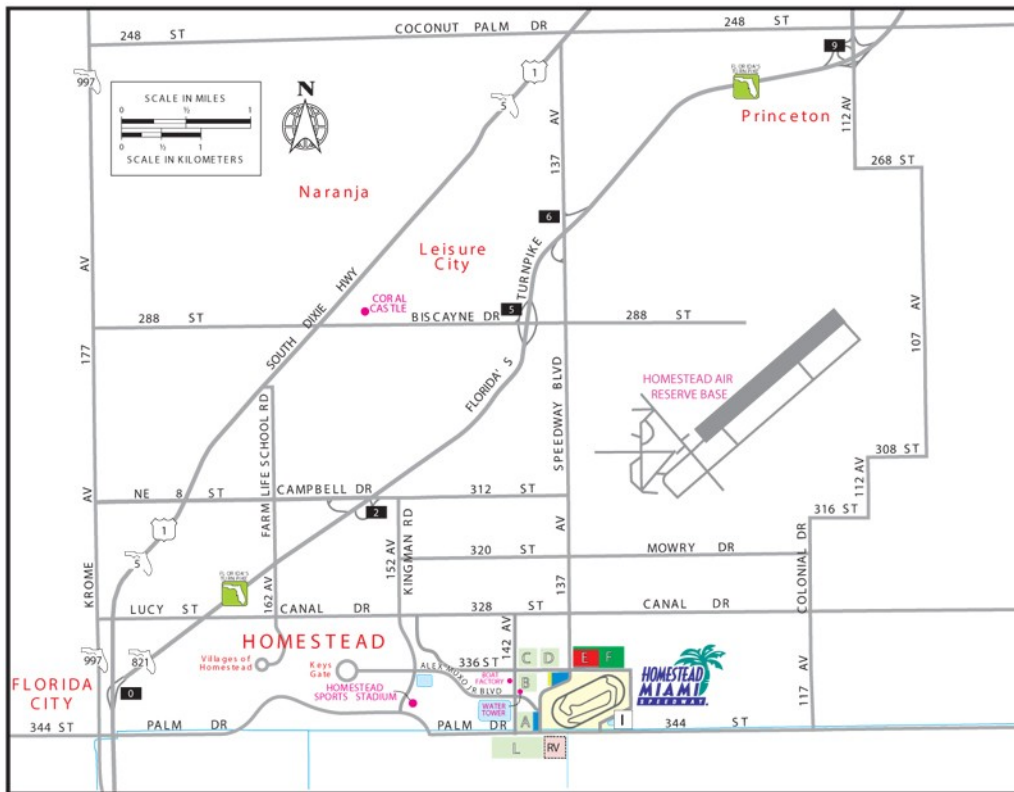 248 ST
COCONUT PALM DR
248 ST
997
SCALE IN MILES
0 ½ 1
0 ½ 1
SCALE IN KILOMETERS
N
1
5
9
FLORIDA'S
TURNPIKE
Princeton
112 AV
AV
137
268 ST
Naranja
Leisure
City
6
TURNPIKE
AV
HWY
CORAL
CASTLE
5
288 ST
BISCAYNE DR
288 ST
AV
107
177
DIXIE
SOUTH
FLORIDA'S
SPEEDWAY BLVD
HOMESTEAD AIR
RESERVE BASE
FARM LIFE SCHOOL RD
308 ST
AV
NE 8 ST
CAMPBELL DR
312 ST
112 AV
2
316 ST
1
5
KINGMAN RD
152 AV
AV
137
320 ST
MOWRY DR
COLONIAL DR
KROME
FLORIDA'S
TURNPIKE
162 AV
LUCY ST
CANAL DR
328 ST
CANAL DR
HOMESTEAD
142 AV
997
821
Villages of
Homestead
Keys
Gate
336 ST
C D
E F
ALEX MUXO JR BLVD
BOAT
FACTORY
B
HOMESTEAD
MIAMI
SPEEDWAY
117 AV
FLORIDA
CITY
0
HOMESTEAD
SPORTS STADIUM
WATER
TOWER
A
I
344 ST
PALM DR
PALM DR
344 ST
L
RV